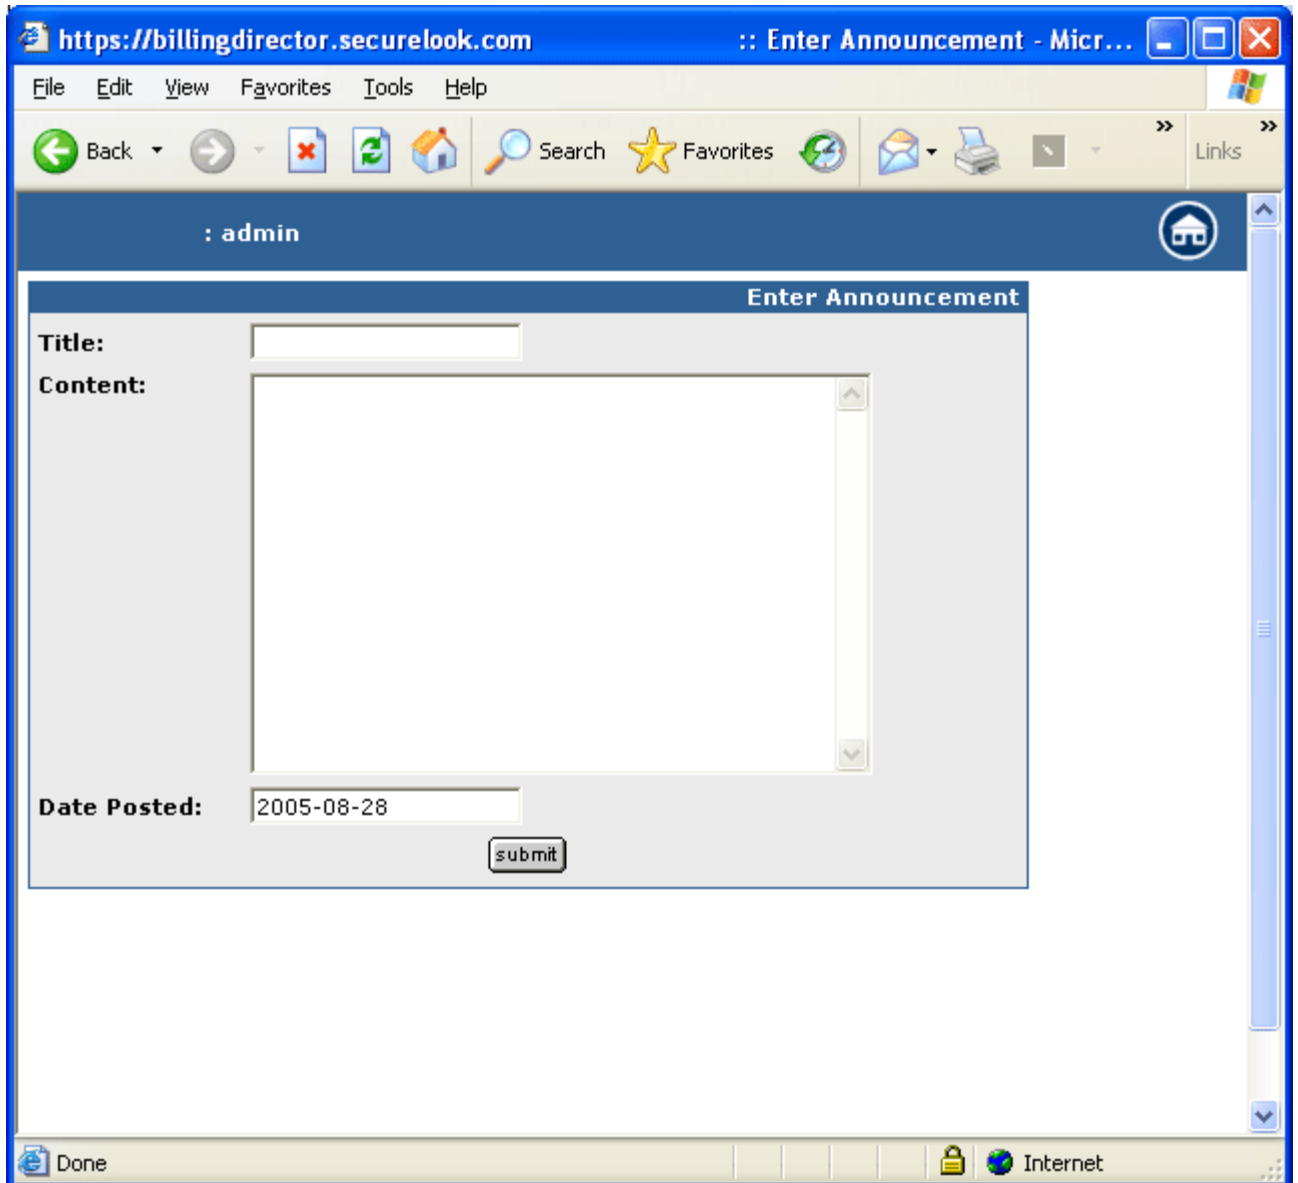 https://billingdirector.securelook.com :: Enter Announcement - Micr...
File Edit View Favorites Tools Help
Back Search Favorites » Links »
: admin
Enter Announcement
Title:
Content:
Date Posted: 2005-08-28
submit
Done Internet